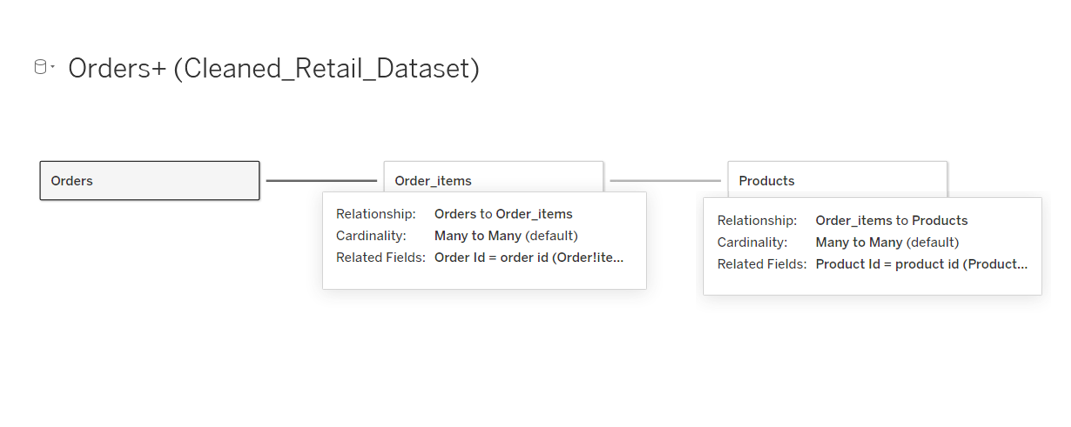 Orders+ (Cleaned_Retail_Dataset)
Orders
Order_items
Products
Relationship: Orders to Order_items
Cardinality: Many to Many (default)
Related Fields: Order Id = order id (Order!ite...
Relationship: Order_items to Products
Cardinality: Many to Many (default)
Related Fields: Product Id = product id (Product...